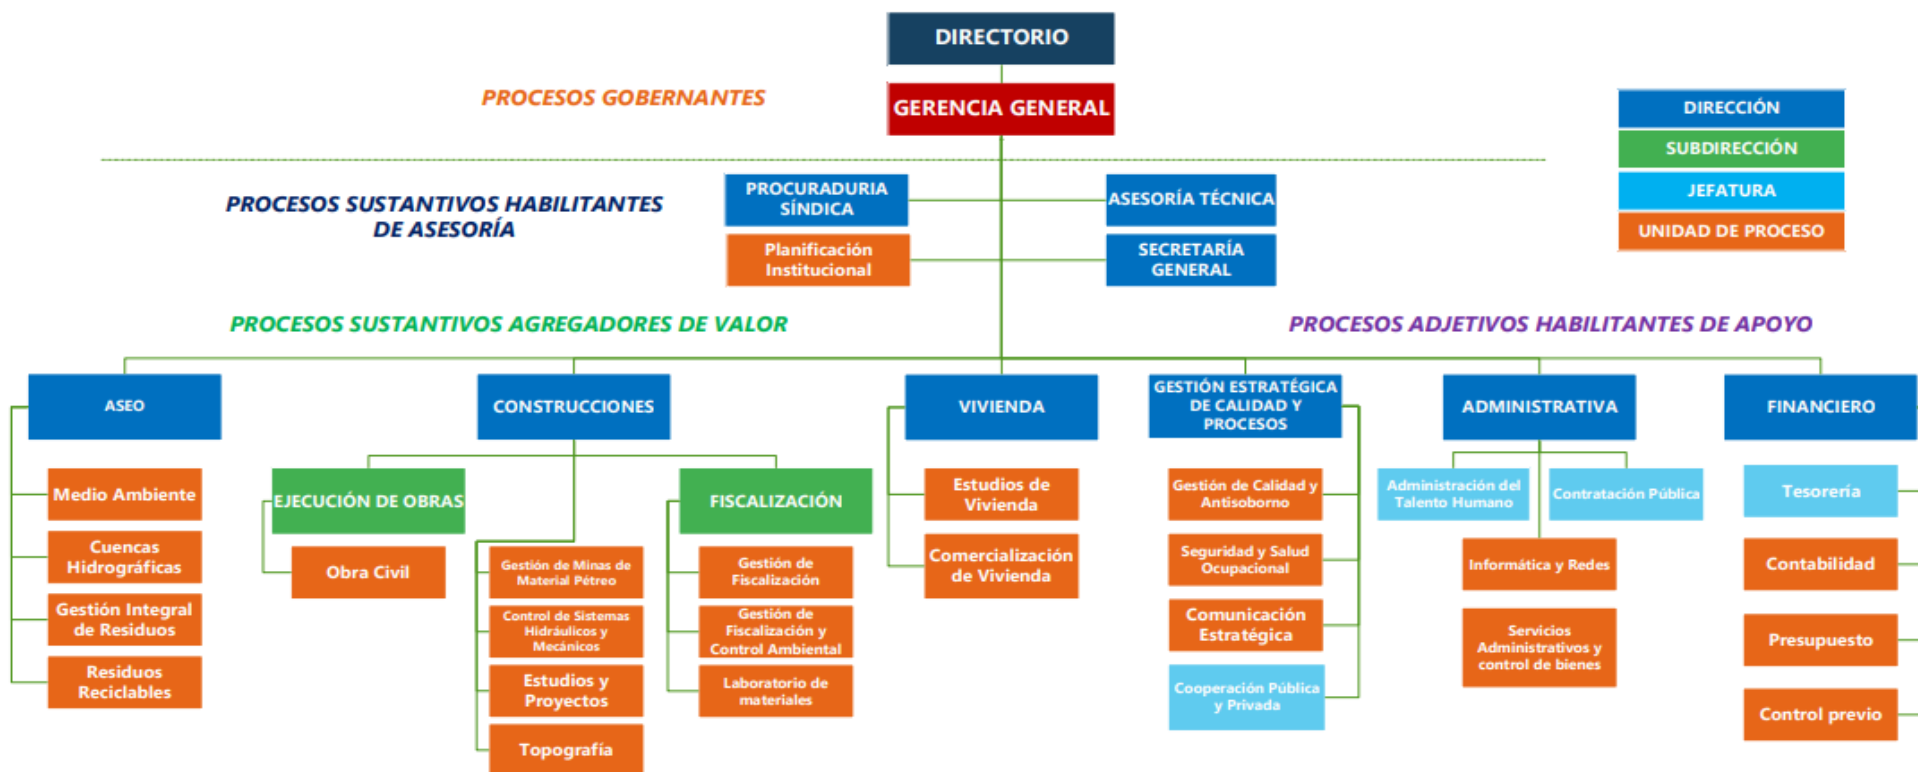 DIRECTORIO
PROCESOS GOBERNANTES
GERENCIA GENERAL
DIRECCIÓN
SUBDIRECCIÓN
JEFATURA
UNIDAD DE PROCESO
PROCESOS SUSTANTIVOS HABILITANTES
DE ASESORÍA
PROCURADURIA
SÍNDICA
ASESORÍA TÉCNICA
Planificación
Institucional
SECRETARÍA
GENERAL
PROCESOS SUSTANTIVOS AGREGADORES DE VALOR
PROCESOS ADJETIVOS HABILITANTES DE APOYO
ASEO
Medio Ambiente
Cuencas
Hidrográficas
Gestión Integral
de Residuos
Residuos
Reciclables
CONSTRUCCIONES
EJECUCIÓN DE OBRAS
Obra Civil
Gestión de Minas de
Material Pétreo
Control de Sistemas
Hidráulicos y
Mecánicos
Estudios y
Proyectos
Topografía
FISCALIZACIÓN
Gestión de
Fiscalización
Gestión de
Fiscalización y
Control Ambiental
Laboratorio de
materiales
VIVIENDA
Estudios de
Vivienda
Comercialización
de Vivienda
GESTIÓN ESTRATÉGICA
DE CALIDAD Y
PROCESOS
Gestión de Calidad y
Antisoborno
Seguridad y Salud
Ocupacional
Comunicación
Estratégica
Cooperación Pública
y Privada
ADMINISTRATIVA
Administración del
Talento Humano
Contratación Pública
Informática y Redes
Servicios
Administrativos y
control de bienes
FINANCIERO
Tesorería
Contabilidad
Presupuesto
Control previo